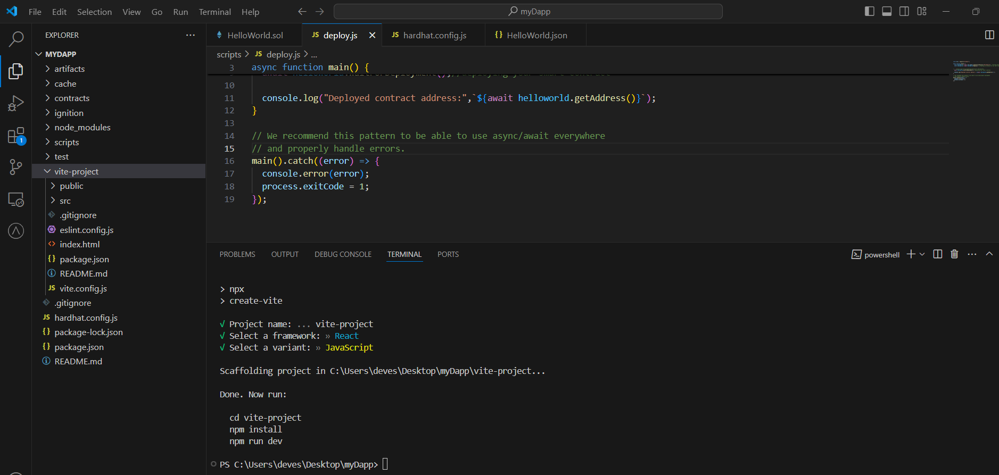 File Edit Selection View Go Run Terminal Help
myDapp
EXPLORER
MYDAPP
artifacts
cache
contracts
ignition
node_modules
scripts
test
vite-project
public
src
.gitignore
eslint.config.js
index.html
package.json
README.md
vite.config.js
.gitignore
hardhat.config.js
package-lock.json
package.json
README.md
1
HelloWorld.sol
JS deploy.js
JS hardhat.config.js
{} HelloWorld.json
scripts > JS deploy.js > ...
3 async function main() {
10
11 console.log("Deployed contract address:",`${await helloworld.getAddress()}`);
12 }
13
14 // We recommend this pattern to be able to use async/await everywhere
15 // and properly handle errors.
16 main().catch((error) => {
17 console.error(error);
18 process.exitCode = 1;
19 });
PROBLEMS OUTPUT DEBUG CONSOLE TERMINAL PORTS
powershell
> npx
> create-vite
√ Project name: ... vite-project
√ Select a framework: » React
√ Select a variant: » JavaScript
Scaffolding project in C:\Users\deves\Desktop\myDapp\vite-project...
Done. Now run:
cd vite-project
npm install
npm run dev
PS C:\Users\deves\Desktop\myDapp>